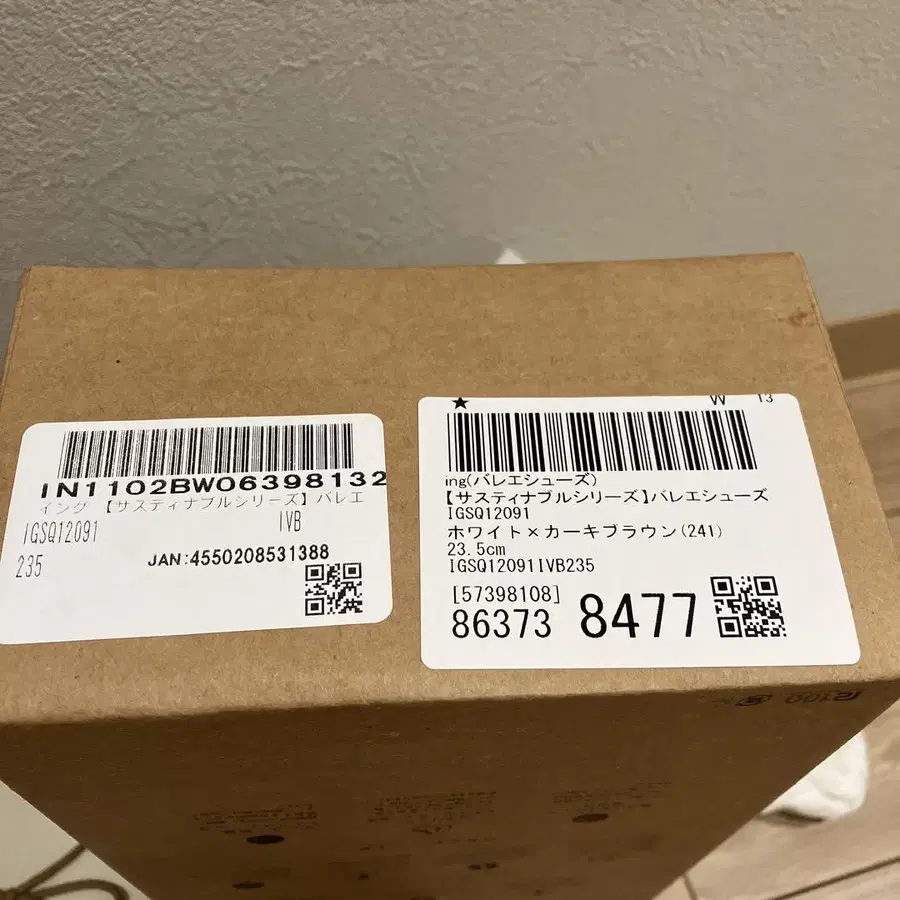 IN1102BW06398132
イング 【サスティナブルシリーズ】バレエ
IGSQ12091 IVB
235 JAN:4550208531388
★ W 13
ing(バレエシューズ)
【サスティナブルシリーズ】バレエシューズ
IGSQ12091
ホワイト×カーキブラウン(241)
23.5cm
IGSQ12091IVB235
[57398108]
86373 8477